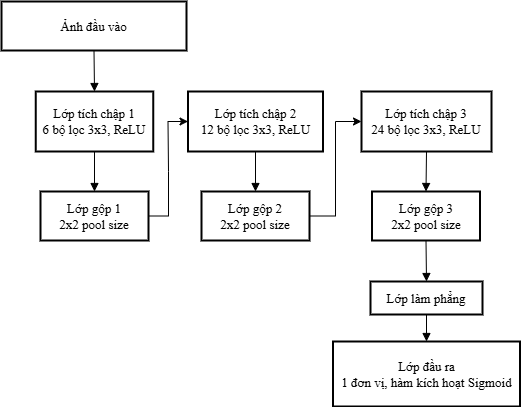 Ảnh đầu vào
Lớp tích chập 1
6 bộ lọc 3x3, ReLU
Lớp gộp 1
2x2 pool size
Lớp tích chập 2
12 bộ lọc 3x3, ReLU
Lớp gộp 2
2x2 pool size
Lớp tích chập 3
24 bộ lọc 3x3, ReLU
Lớp gộp 3
2x2 pool size
Lớp làm phẳng
Lớp đầu ra
1 đơn vị, hàm kích hoạt Sigmoid